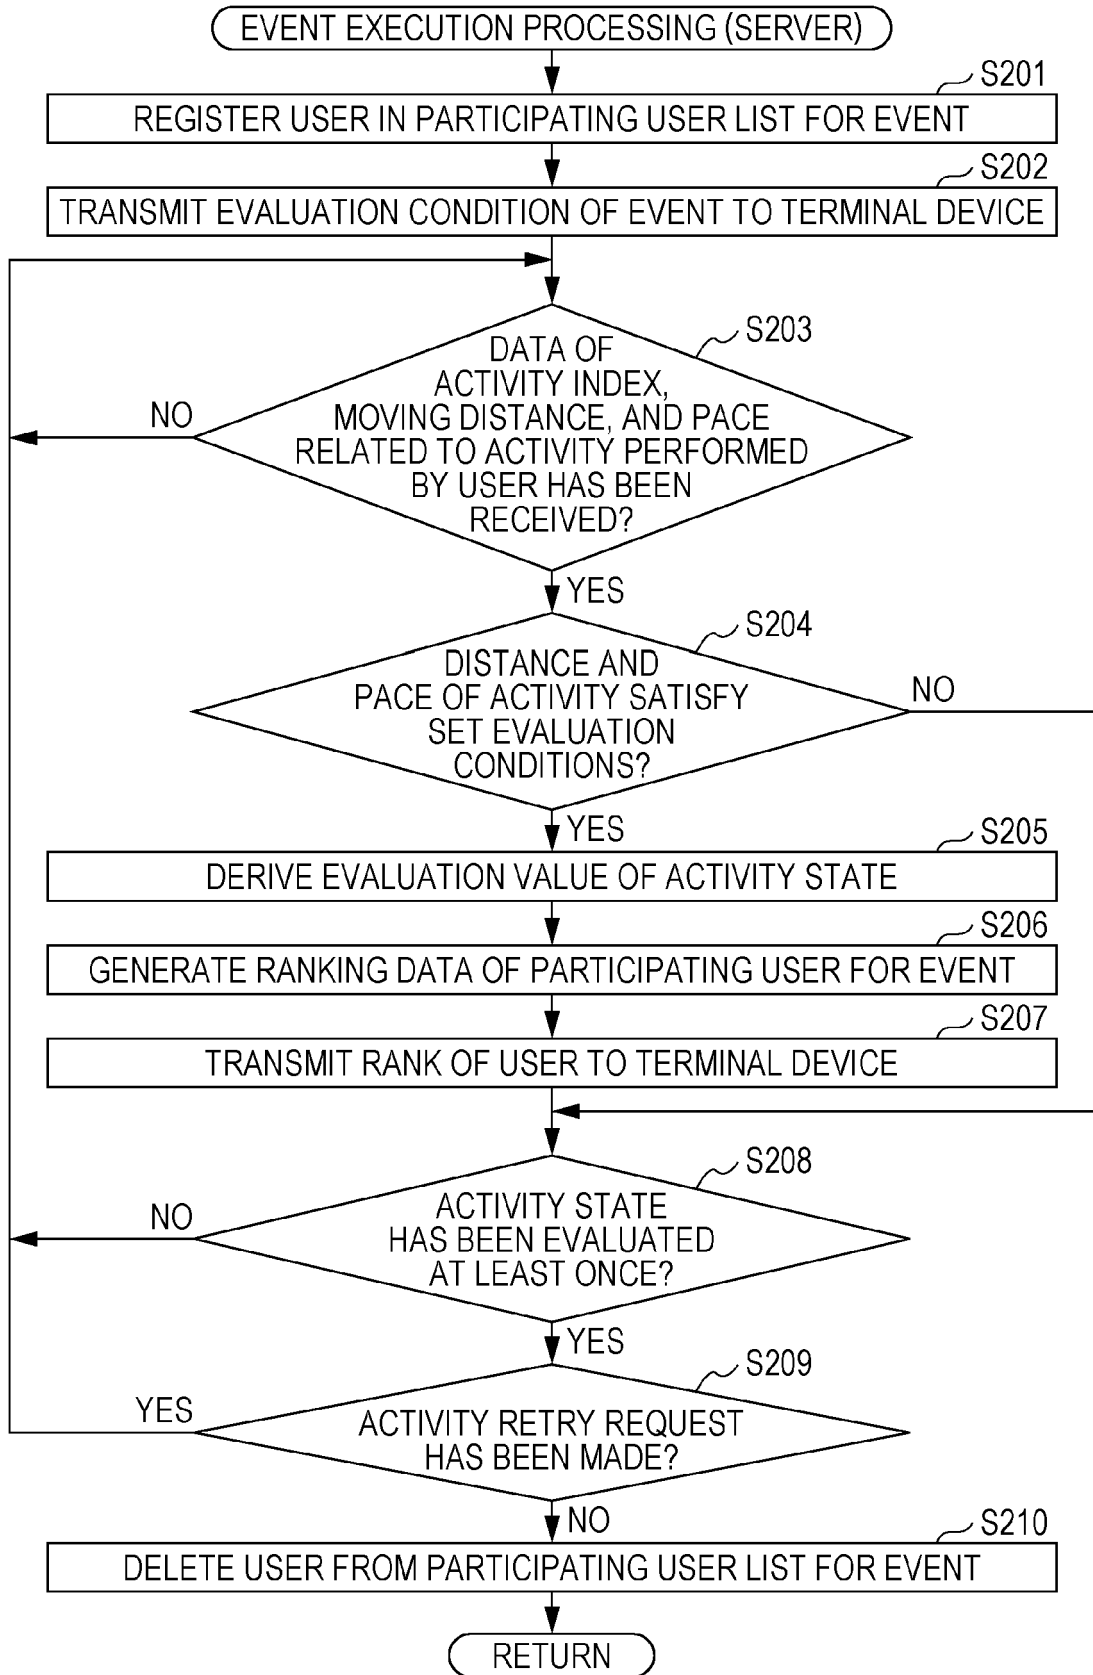 EVENT EXECUTION PROCESSING (SERVER)
S201
REGISTER USER IN PARTICIPATING USER LIST FOR EVENT
S202
TRANSMIT EVALUATION CONDITION OF EVENT TO TERMINAL DEVICE
S203
DATA OF
ACTIVITY INDEX,
MOVING DISTANCE, AND PACE
RELATED TO ACTIVITY PERFORMED
BY USER HAS BEEN
RECEIVED?
NO
YES
S204
DISTANCE AND
PACE OF ACTIVITY SATISFY
SET EVALUATION
CONDITIONS?
NO
YES
S205
DERIVE EVALUATION VALUE OF ACTIVITY STATE
S206
GENERATE RANKING DATA OF PARTICIPATING USER FOR EVENT
S207
TRANSMIT RANK OF USER TO TERMINAL DEVICE
S208
ACTIVITY STATE
HAS BEEN EVALUATED
AT LEAST ONCE?
NO
YES
S209
ACTIVITY RETRY REQUEST
HAS BEEN MADE?
YES
NO
S210
DELETE USER FROM PARTICIPATING USER LIST FOR EVENT
RETURN